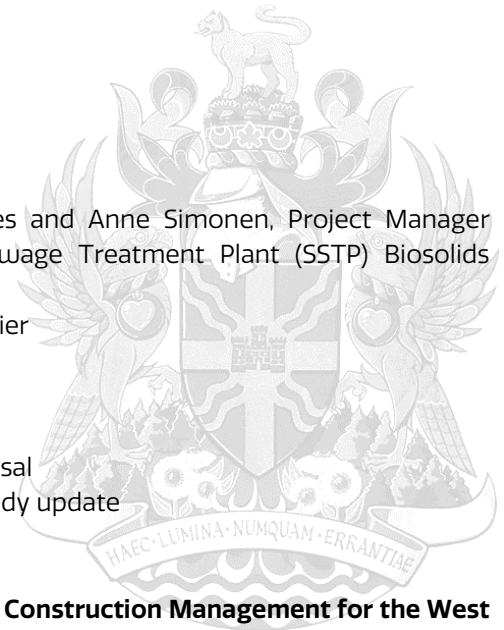 es and Anne Simonen, Project Manager
wage Treatment Plant (SSTP) Biosolids
ier
sal
dy update
HAEC·LUMINA·NUMQUAM·ERRANTIAE
Construction Management for the West